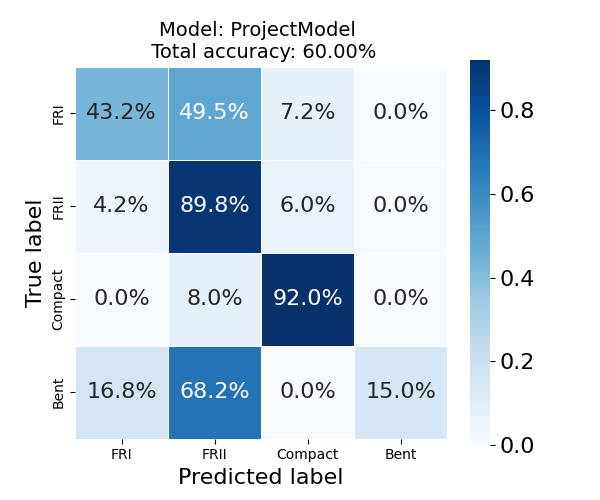 Model: ProjectModel
Total accuracy: 60.00%
FRI 43.2% 49.5% 7.2% 0.0%
FRII 4.2% 89.8% 6.0% 0.0%
Compact 0.0% 8.0% 92.0% 0.0%
Bent 16.8% 68.2% 0.0% 15.0%
True label
FRI FRII Compact Bent
Predicted label
0.8
0.6
0.4
0.2
0.0